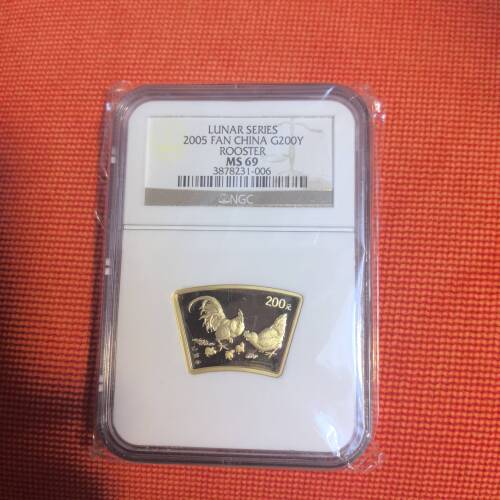 LUNAR SERIES
2005 FAN CHINA G200Y
ROOSTER
MS 69
3878231-006
NGC
200元